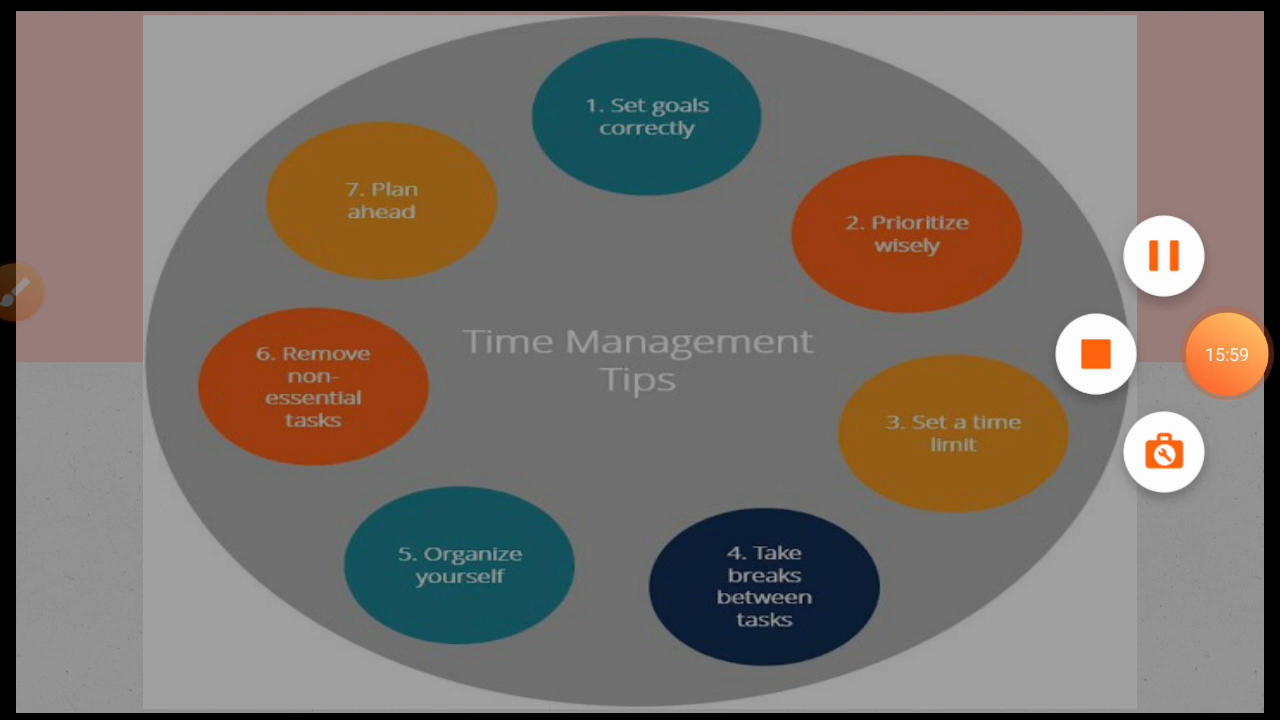 1. Set goals
correctly
2. Prioritize
wisely
3. Set a time
limit
4. Take
breaks
between
tasks
5. Organize
yourself
6. Remove
non-
essential
tasks
7. Plan
ahead
Time Management
Tips
15:59